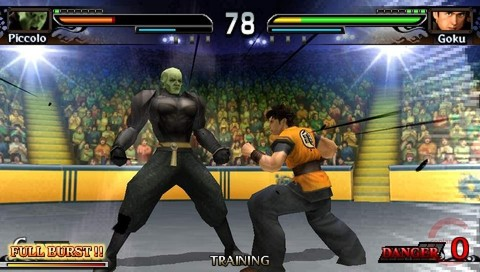 78
Piccolo
Goku
FULL BURST !!
TRAINING
DANGER 0